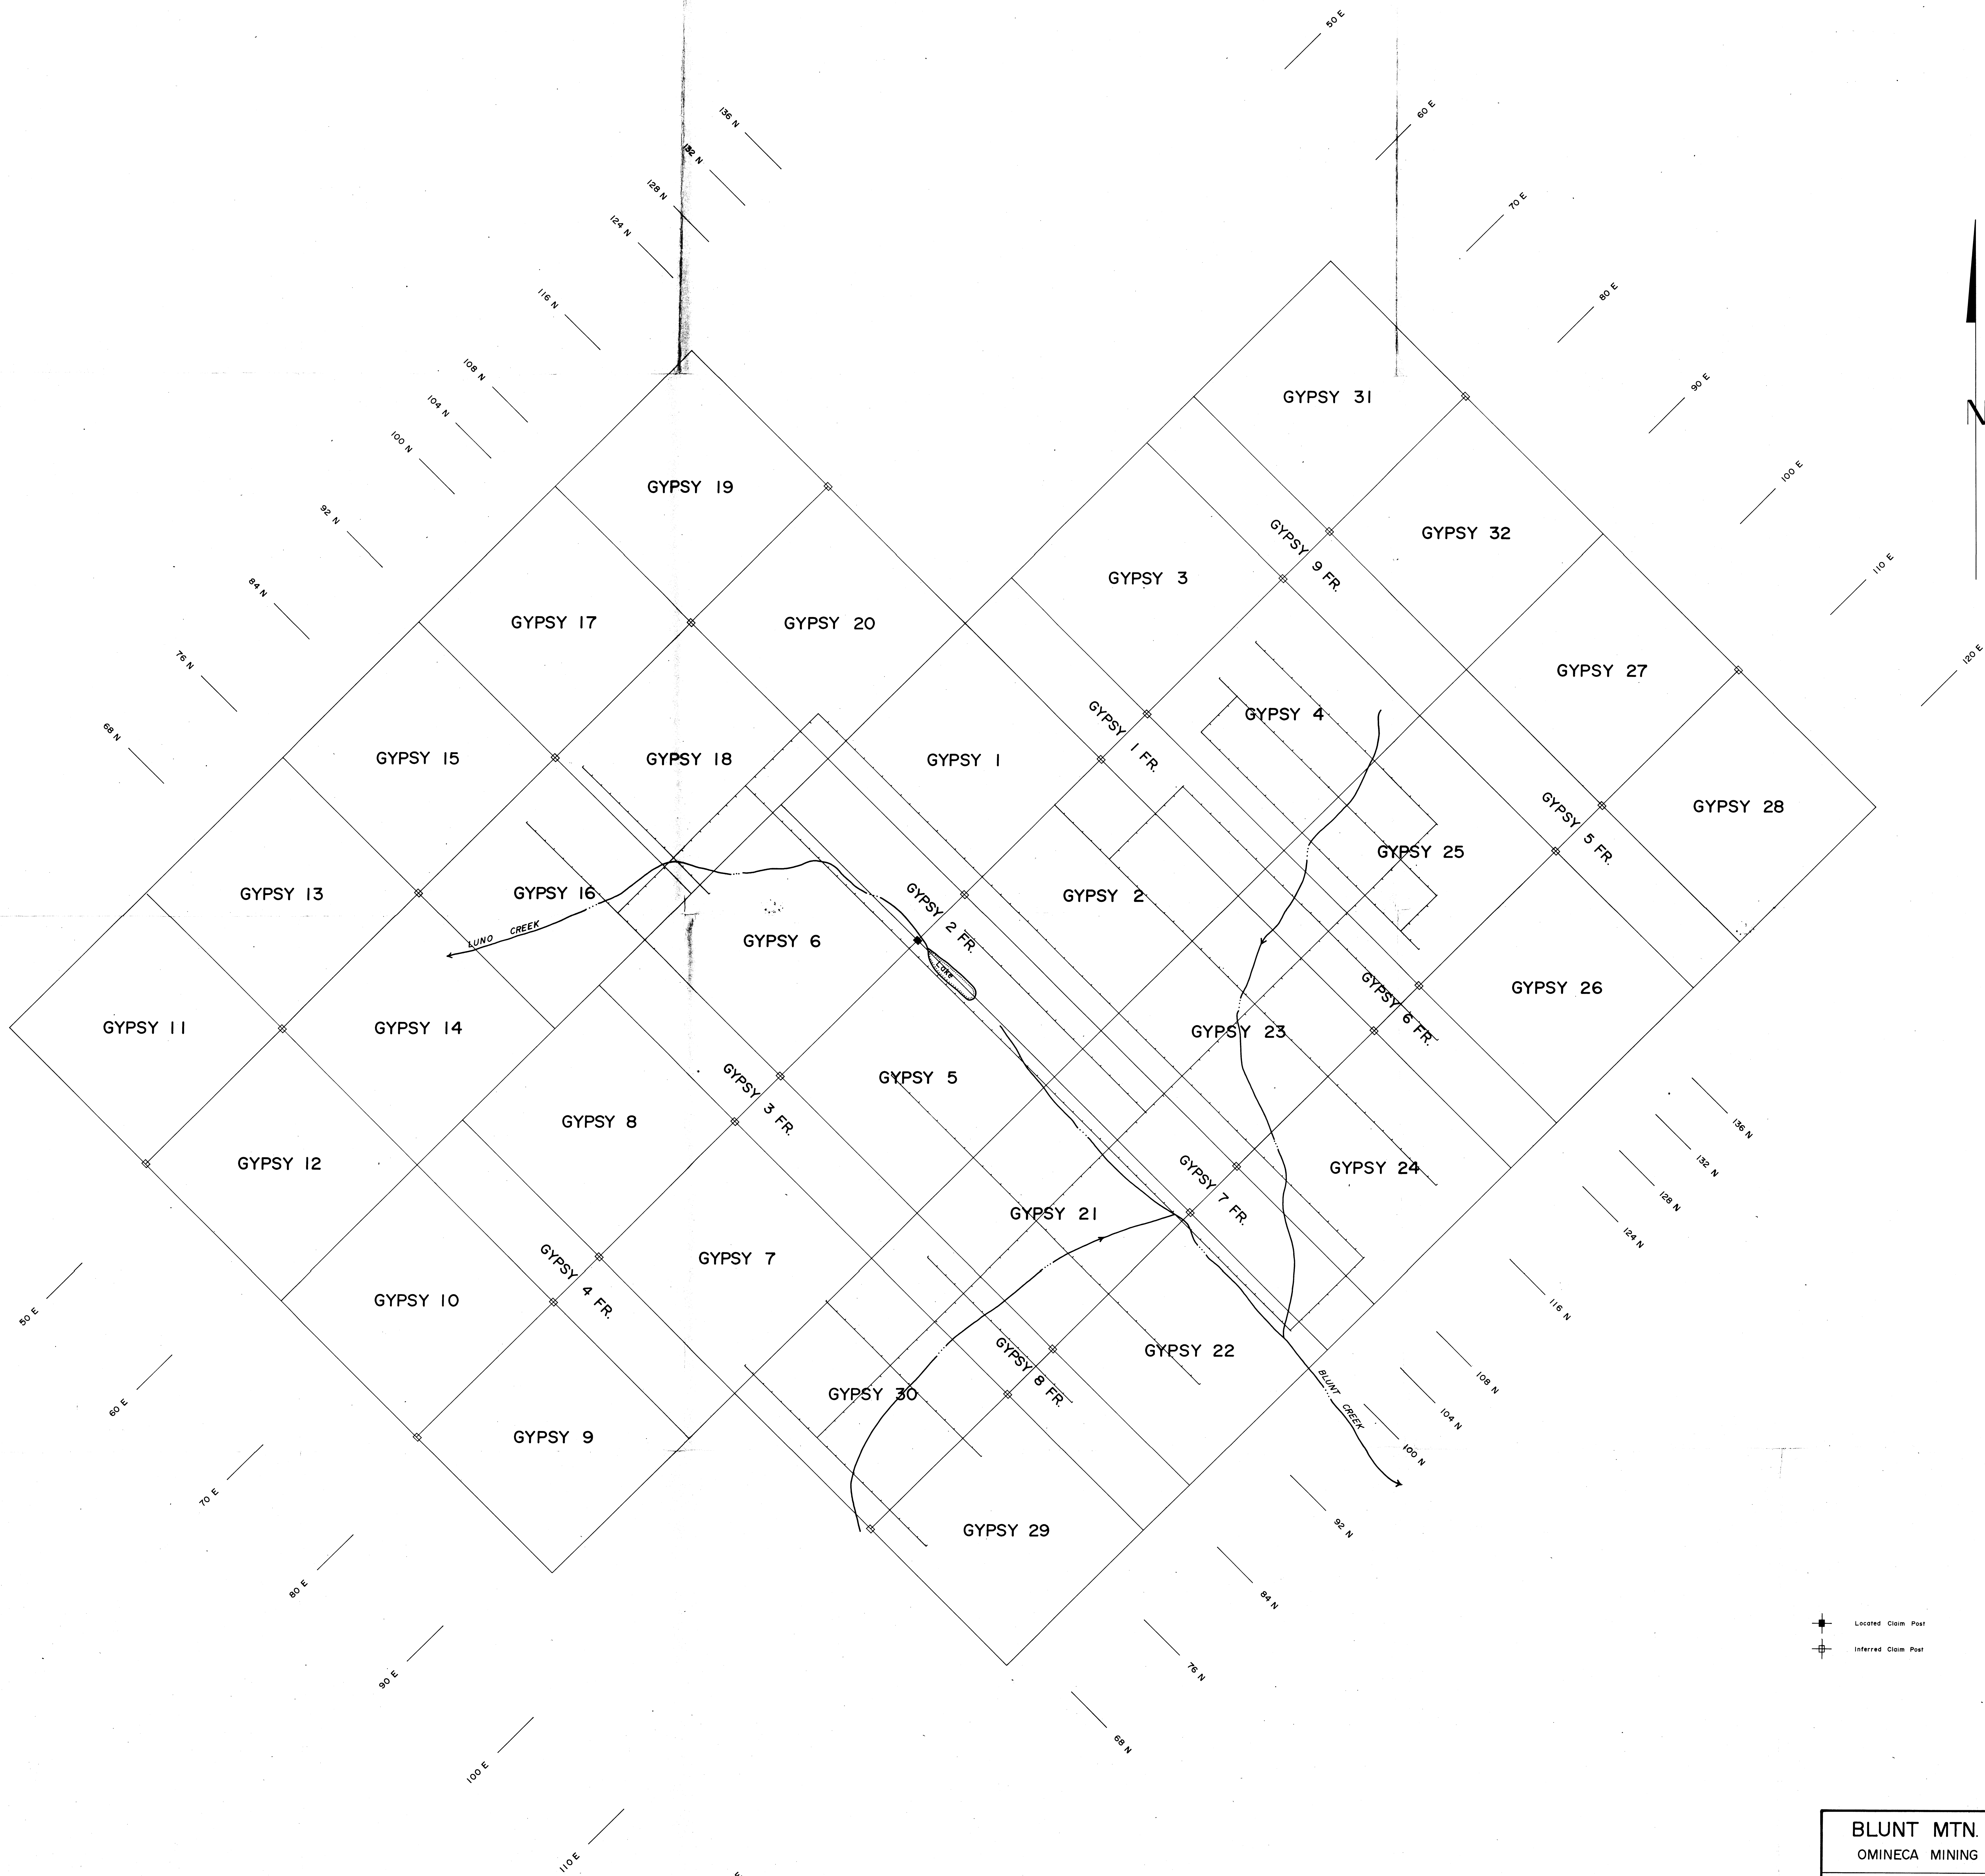 50 E
60 E
70 E
80 E
90 E
100 E
110 E
120 E
136 N
132 N
128 N
124 N
116 N
108 N
104 N
100 N
92 N
84 N
76 N
68 N
N
GYPSY 31
GYPSY 19
GYPSY 32
GYPSY 9 FR.
GYPSY 3
GYPSY 17
GYPSY 20
GYPSY 27
GYPSY 4
GYPSY 1 FR.
GYPSY 15
GYPSY 18
GYPSY 1
GYPSY 28
GYPSY 5 FR.
GYPSY 25
GYPSY 13
GYPSY 16
GYPSY 2
GYPSY 2 FR.
LUNO CREEK
GYPSY 6
Lake
GYPSY 26
GYPSY 6 FR.
GYPSY 11
GYPSY 14
GYPSY 23
GYPSY 5
GYPSY 3 FR.
GYPSY 8
GYPSY 12
GYPSY 24
GYPSY 7 FR.
GYPSY 21
GYPSY 7
GYPSY 4 FR.
GYPSY 10
GYPSY 22
GYPSY 8 FR.
GYPSY 30
BLUNT CREEK
GYPSY 9
GYPSY 29
136 N
132 N
128 N
124 N
116 N
108 N
104 N
100 N
92 N
84 N
76 N
68 N
50 E
60 E
70 E
80 E
90 E
100 E
110 E
Located Claim Post
Inferred Claim Post
BLUNT MTN.
OMINECA MINING